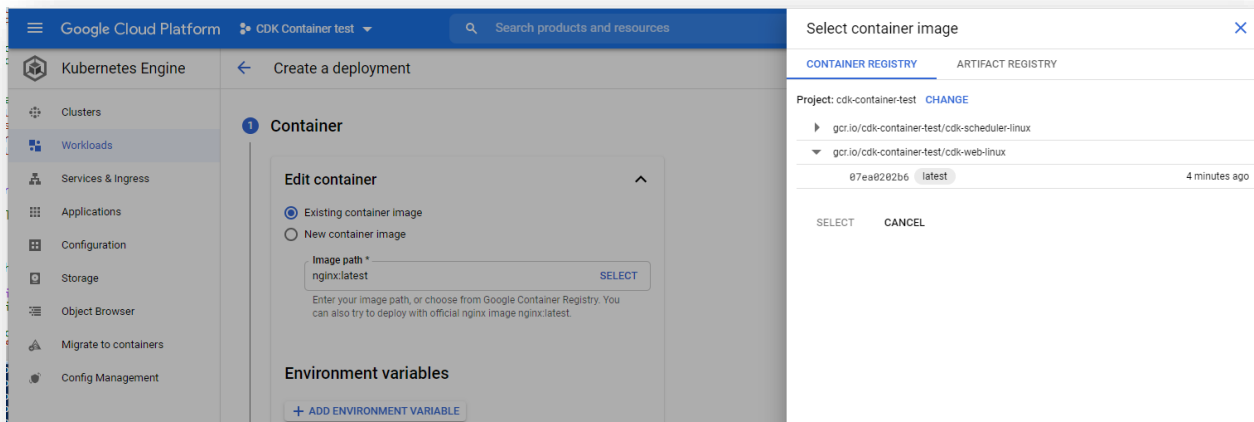 Google Cloud Platform
CDK Container test
Search products and resources
Kubernetes Engine
Clusters
Workloads
Services & Ingress
Applications
Configuration
Storage
Object Browser
Migrate to containers
Config Management
Create a deployment
1 Container
Edit container
Existing container image
New container image
Image path *
nginx:latest
SELECT
Enter your image path, or choose from Google Container Registry. You
can also try to deploy with official nginx image nginx:latest.
Environment variables
+ ADD ENVIRONMENT VARIABLE
Select container image
CONTAINER REGISTRY
ARTIFACT REGISTRY
Project: cdk-container-test CHANGE
gcr.io/cdk-container-test/cdk-scheduler-linux
gcr.io/cdk-container-test/cdk-web-linux
07ea0202b6 latest 4 minutes ago
SELECT CANCEL